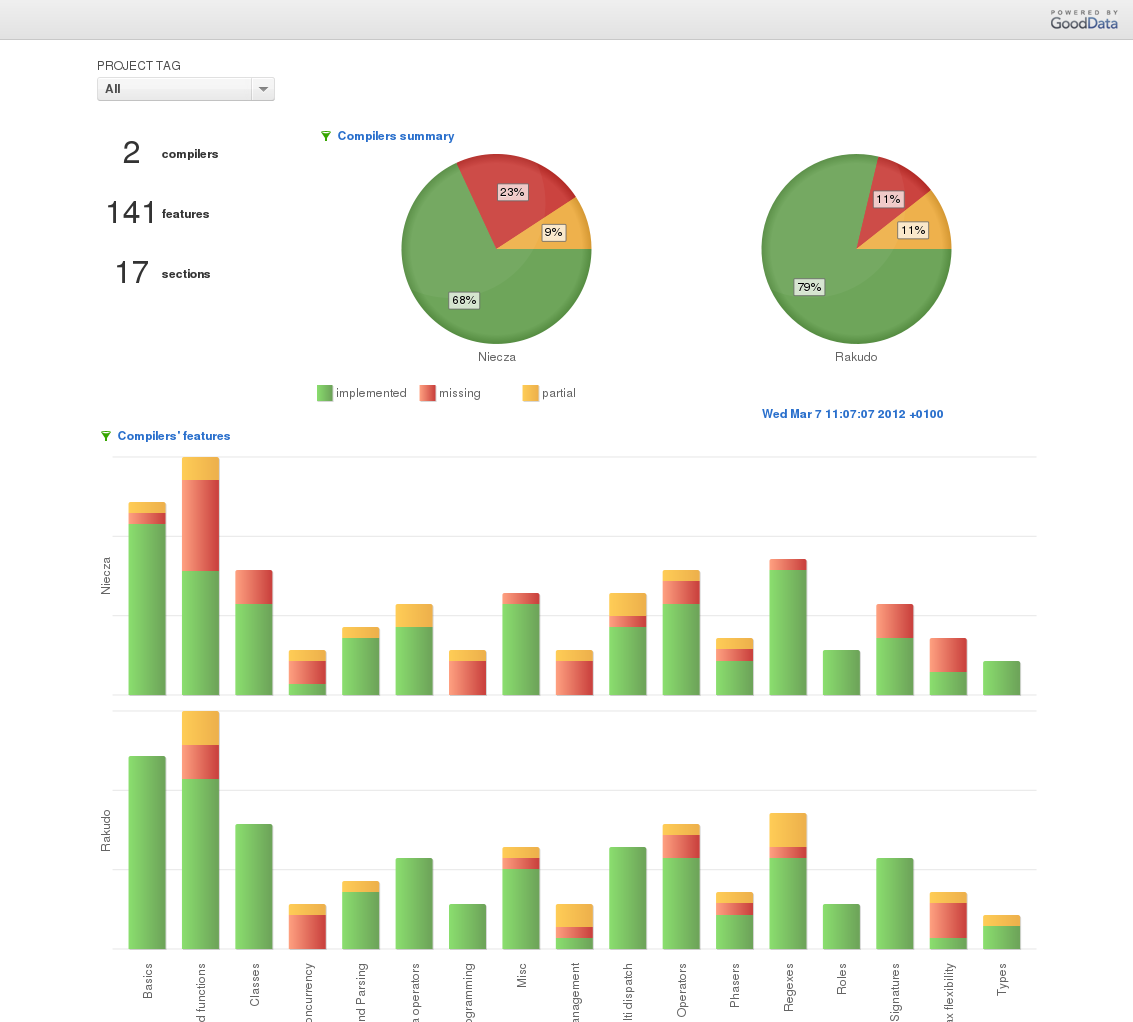 POWERED BY
GoodData
PROJECT TAG
All
2 compilers
141 features
17 sections
Compilers summary
23%
9%
68%
Niecza
11%
11%
79%
Rakudo
implemented missing partial
Wed Mar 7 11:07:07 2012 +0100
Compilers' features
Niecza
Rakudo
Basics
d functions
Classes
oncurrency
nd Parsing
a operators
ogramming
Misc
anagement
lti dispatch
Operators
Phasers
Regexes
Roles
Signatures
ax flexibility
Types